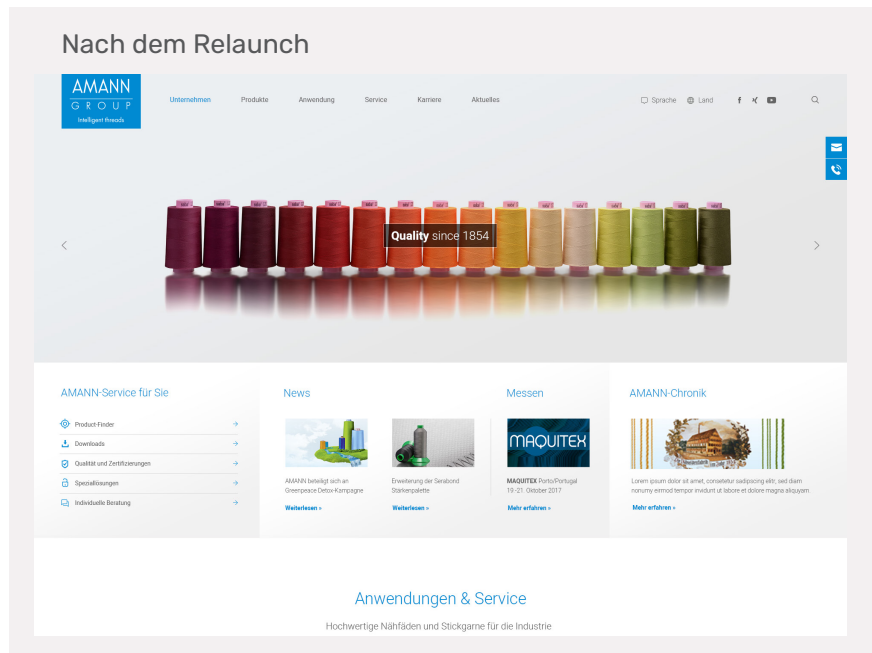 Nach dem Relaunch
AMANN
GROUP
Intelligent threads
Unternehmen
Produkte
Anwendung
Service
Karriere
Aktuelles
Sprache
Land
Quality since 1854
AMANN-Service für Sie
Product-Finder
Downloads
Qualität und Zertifizierungen
Speziallösungen
Individuelle Beratung
News
AMANN beteiligt sich an
Greenpeace Detox-Kampagne
Weiterlesen »
Erweiterung der Serabond
Stärkenpalette
Weiterlesen »
Messen
MAQUITEX
MAQUITEX Porto/Portugal
19.-21. Oktober 2017
Mehr erfahren »
AMANN-Chronik
Lorem ipsum dolor sit amet, consetetur sadipscing elitr, sed diam
nonumy eirmod tempor invidunt ut labore et dolore magna aliquyam
Mehr erfahren »
Anwendungen & Service
Hochwertige Nähfäden und Stickgarne für die Industrie